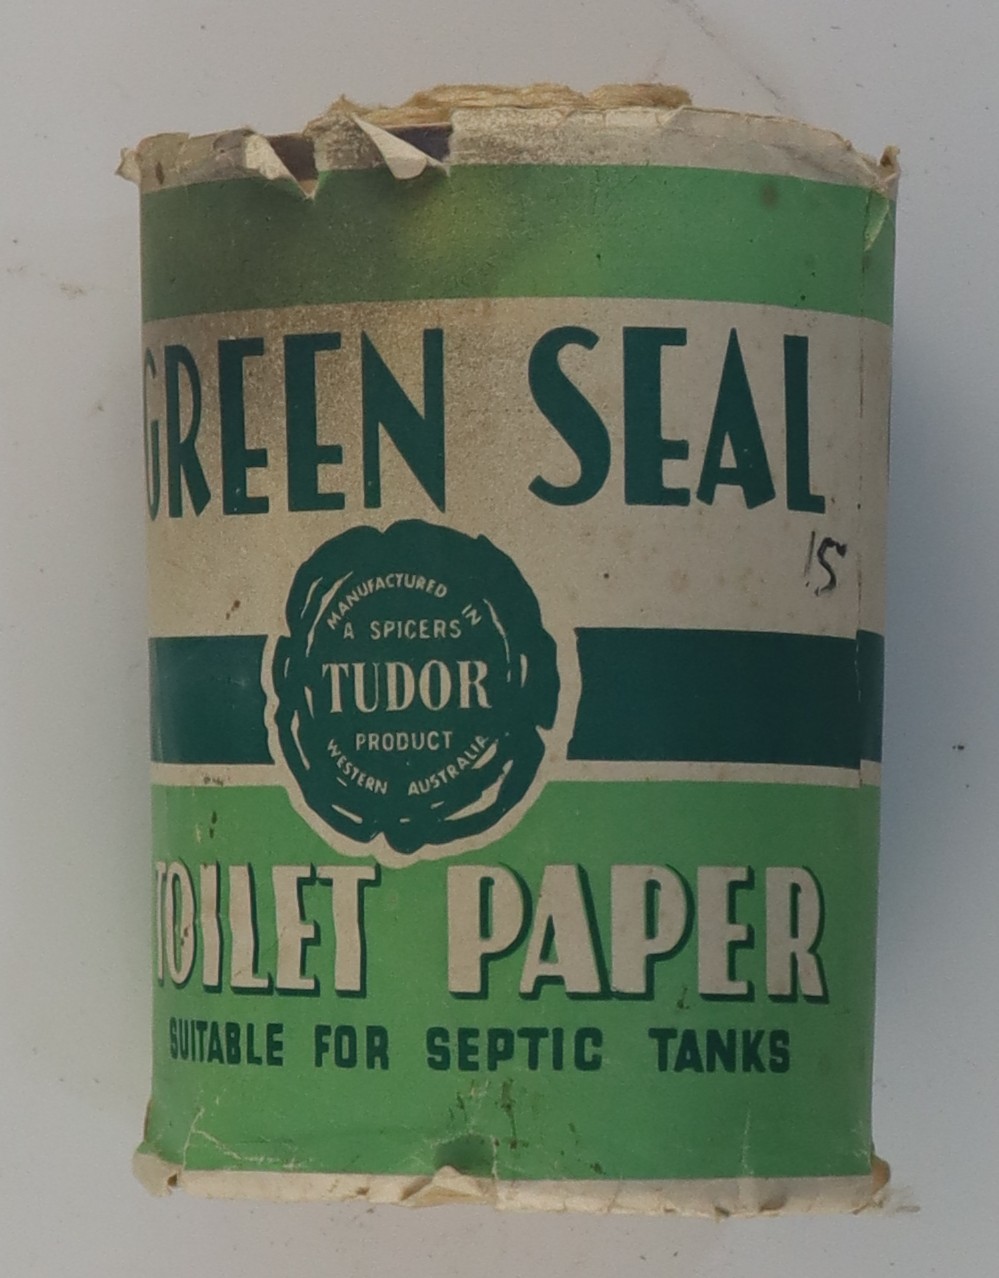 GREEN SEAL
15
MANUFACTURED IN
A SPICERS
TUDOR
PRODUCT
WESTERN AUSTRALIA
TOILET PAPER
SUITABLE FOR SEPTIC TANKS